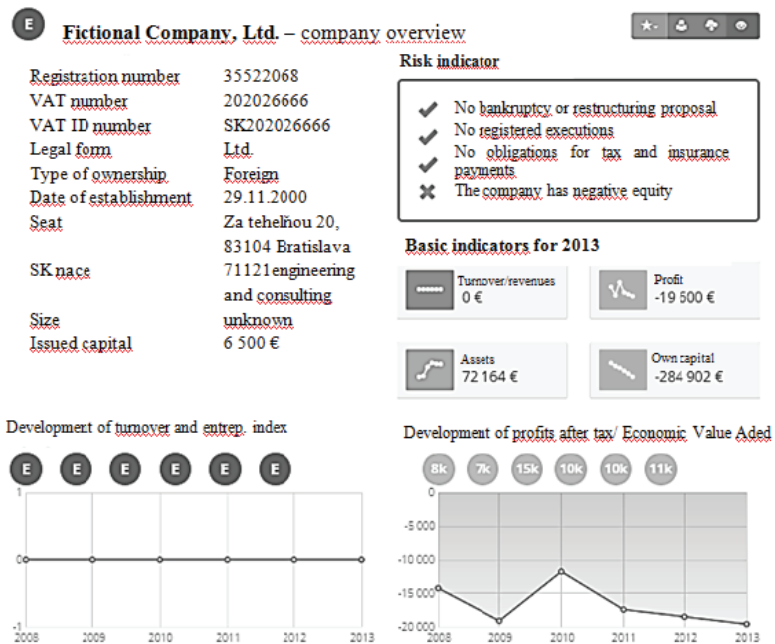 E
Fictional Company, Ltd. – company overview
Registration number 35522068
VAT number 202026666
VAT ID number SK202026666
Legal form Ltd.
Type of ownership Foreign
Date of establishment 29.11.2000
Seat Za tehelňou 20,
83104 Bratislava
SK nace 71121 engineering
and consulting
Size unknown
Issued capital 6 500 €
Risk indicator
No bankruptcy or restructuring proposal
No registered executions
No obligations for tax and insurance
payments
The company has negative equity
Basic indicators for 2013
Turnover/revenues
0 €
Profit
-19 500 €
Assets
72 164 €
Own capital
-284 902 €
Development of turnover and entrep. index
E E E E E E
1
0
-1
2008 2009 2010 2011 2012 2013
Development of profits after tax/ Economic Value Aded
8k 7k 15k 10k 10k 11k
0
-5 000
-10 000
-15 000
-20 000
2008 2009 2010 2011 2012 2013